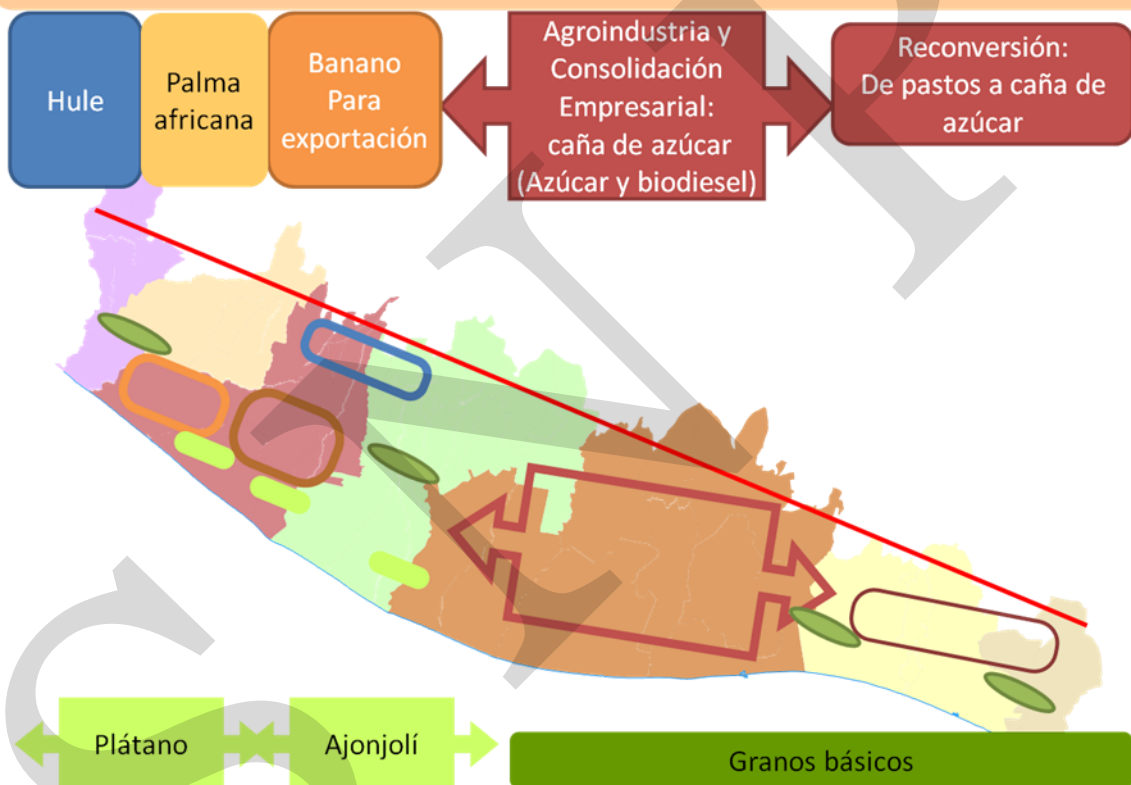 Hule
Palma
africana
Banano
Para
exportación
Agroindustria y
Consolidación
Empresarial:
caña de azúcar
(Azúcar y biodiesel)
Reconversión:
De pastos a caña de
azúcar
Plátano
Ajonjolí
Granos básicos